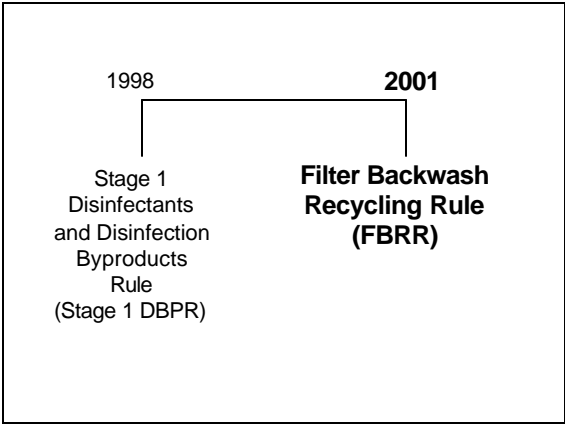 1998
2001
Stage 1
Disinfectants
and Disinfection
Byproducts
Rule
(Stage 1 DBPR)
Filter Backwash
Recycling Rule
(FBRR)